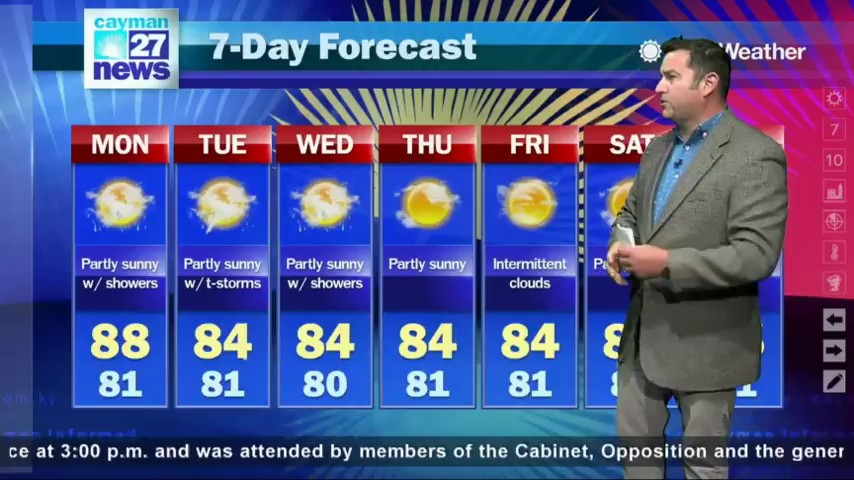 cayman
27
news
7-Day Forecast
Weather
MON
TUE
WED
THU
FRI
SAT
Partly sunny
w/ showers
Partly sunny
w/ t-storms
Partly sunny
w/ showers
Partly sunny
Intermittent
clouds
88
84
84
84
84
81
81
80
81
81
7
10
ce at 3:00 p.m. and was attended by members of the Cabinet, Opposition and the gener